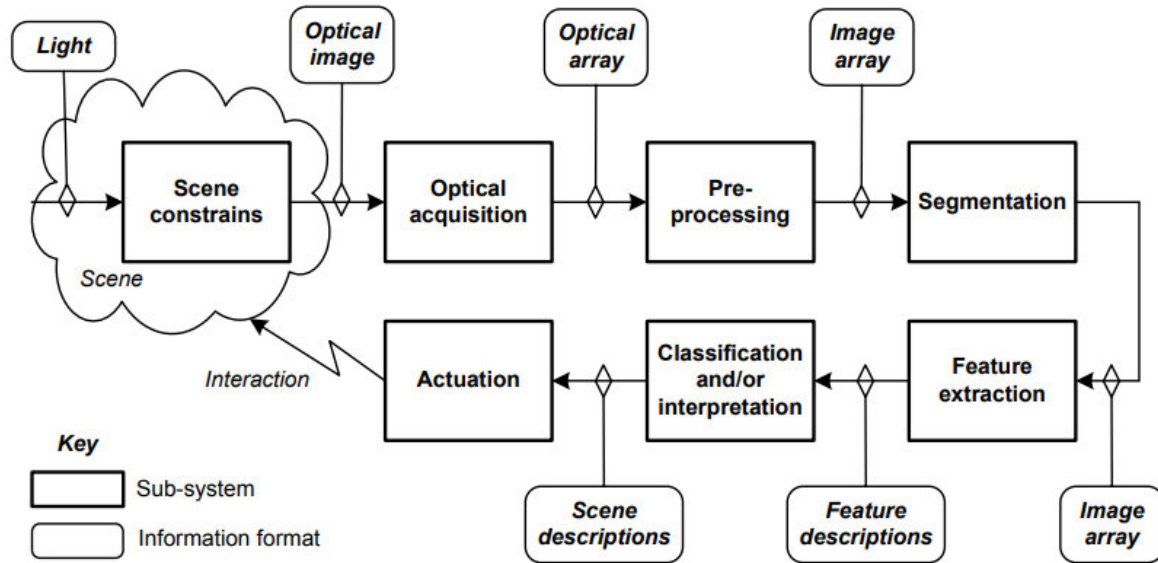 Light
Optical
image
Optical
array
Image
array
Scene
constrains
Optical
acquisition
Pre-
processing
Segmentation
Scene
Interaction
Actuation
Classification
and/or
interpretation
Feature
extraction
Key
Sub-system
Information format
Scene
descriptions
Feature
descriptions
Image
array